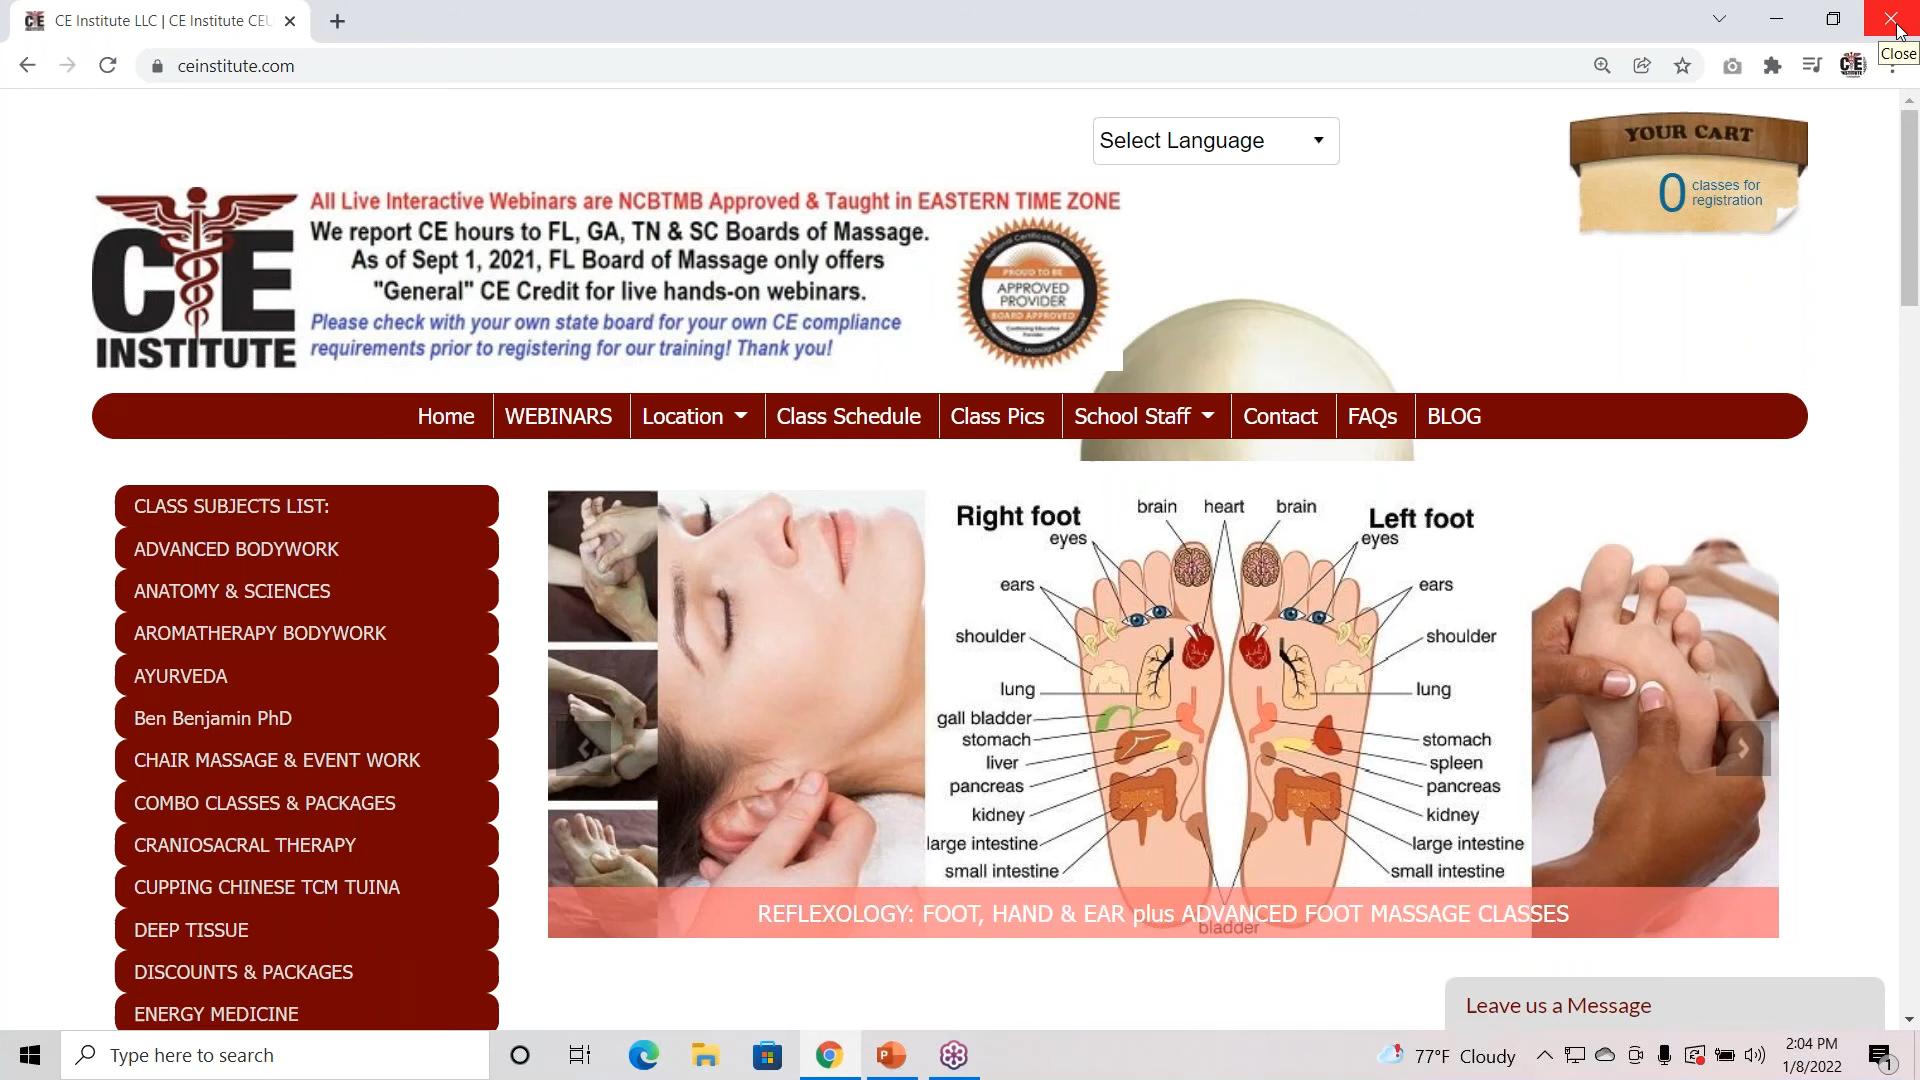 CE Institute LLC | CE Institute CEU
Close
ceinstitute.com
Select Language
YOUR CART
0 classes for
registration
CE
INSTITUTE
All Live Interactive Webinars are NCBTMB Approved & Taught in EASTERN TIME ZONE
We report CE hours to FL, GA, TN & SC Boards of Massage.
As of Sept 1, 2021, FL Board of Massage only offers
"General" CE Credit for live hands-on webinars.
Please check with your own state board for your own CE compliance
requirements prior to registering for our training! Thank you!
PROUD TO BE
APPROVED
PROVIDER
BOARD APPROVED
Home
WEBINARS
Location
Class Schedule
Class Pics
School Staff
Contact
FAQs
BLOG
CLASS SUBJECTS LIST:
ADVANCED BODYWORK
ANATOMY & SCIENCES
AROMATHERAPY BODYWORK
AYURVEDA
Ben Benjamin PhD
CHAIR MASSAGE & EVENT WORK
COMBO CLASSES & PACKAGES
CRANIOSACRAL THERAPY
CUPPING CHINESE TCM TUINA
DEEP TISSUE
DISCOUNTS & PACKAGES
ENERGY MEDICINE
Right foot
brain heart brain
Left foot
eyes eyes
ears ears
shoulder shoulder
lung lung
gall bladder
stomach stomach
liver spleen
pancreas pancreas
kidney kidney
large intestine large intestine
small intestine small intestine
REFLEXOLOGY: FOOT, HAND & EAR plus ADVANCED FOOT MASSAGE CLASSES
bladder
Leave us a Message
Type here to search
77°F Cloudy
2:04 PM
1/8/2022
1